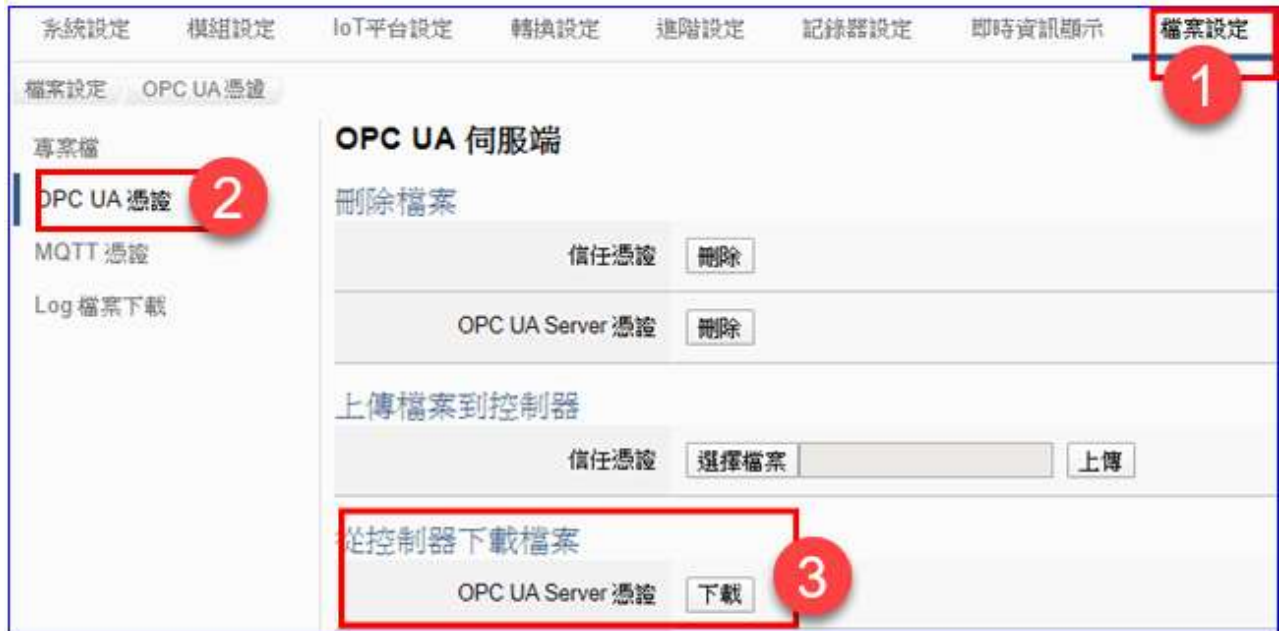 系統設定 模組設定 IoT平台設定 轉換設定 進階設定 記錄器設定 即時資訊顯示 檔案設定
1
檔案設定 OPC UA 憑證
專案檔
OPC UA 憑證
2
MQTT 憑證
Log 檔案下載
OPC UA 伺服端
刪除檔案
信任憑證 刪除
OPC UA Server 憑證 刪除
上傳檔案到控制器
信任憑證 選擇檔案 上傳
從控制器下載檔案
OPC UA Server 憑證 下載
3